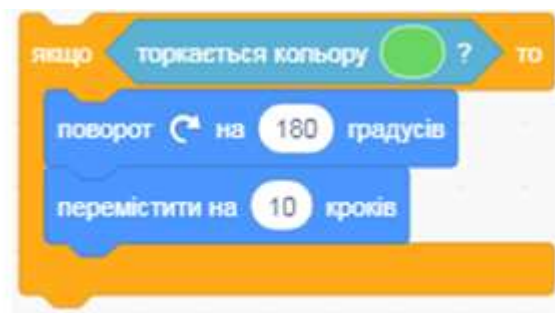 якщо торкається кольору ? то
поворот на 180 градусів
перемістити на 10 кроків